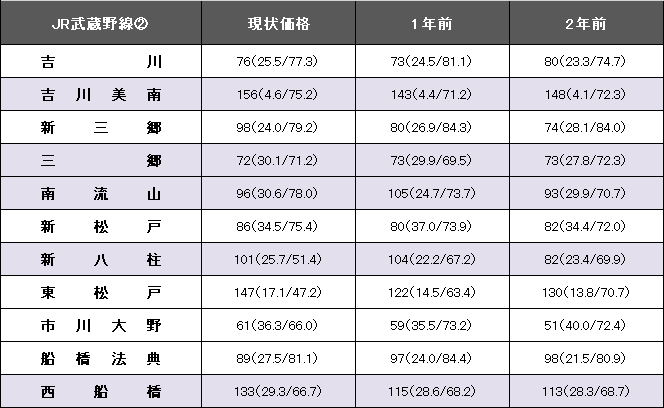 JR武蔵野線② 現状価格 1年前 2年前
吉川 76(25.5/77.3) 73(24.5/81.1) 80(23.3/74.7)
吉川美南 156(4.6/75.2) 143(4.4/71.2) 148(4.1/72.3)
新三郷 98(24.0/79.2) 80(26.9/84.3) 74(28.1/84.0)
三郷 72(30.1/71.2) 73(29.9/69.5) 73(27.8/72.3)
南流山 96(30.6/78.0) 105(24.7/73.7) 93(29.9/70.7)
新松戸 86(34.5/75.4) 80(37.0/73.9) 82(34.4/72.0)
新八柱 101(25.7/51.4) 104(22.2/67.2) 82(23.4/69.9)
東松戸 147(17.1/47.2) 122(14.5/63.4) 130(13.8/70.7)
市川大野 61(36.3/66.0) 59(35.5/73.2) 51(40.0/72.4)
船橋法典 89(27.5/81.1) 97(24.0/84.4) 98(21.5/80.9)
西船橋 133(29.3/66.7) 115(28.6/68.2) 113(28.3/68.7)